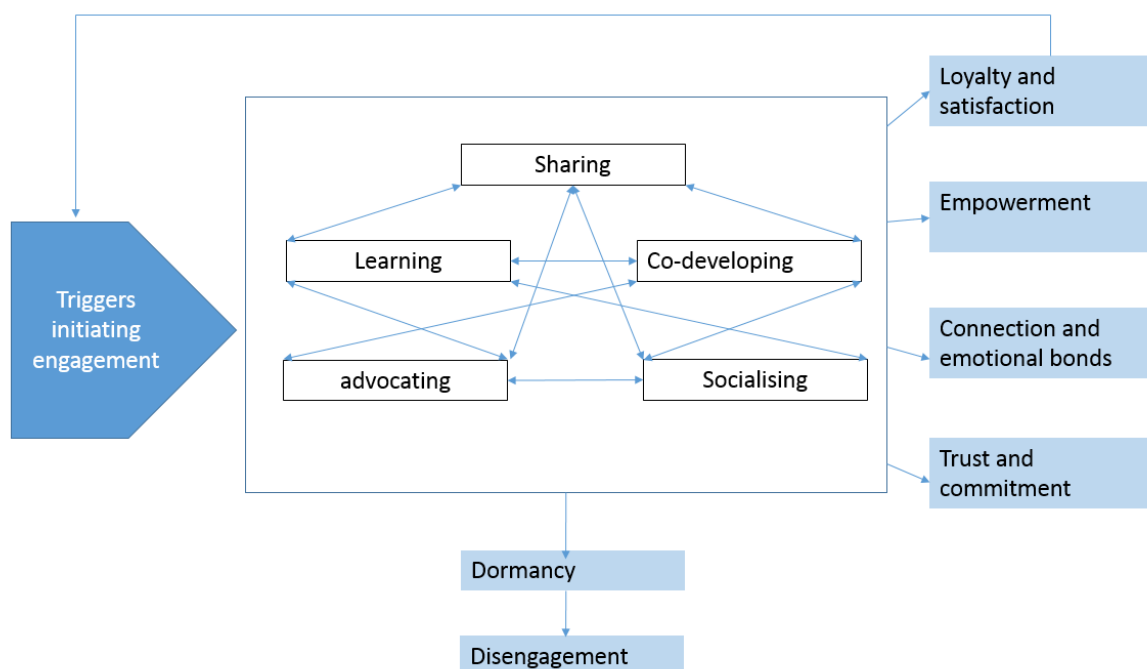 Loyalty and
satisfaction
Sharing
Empowerment
Learning
Co-developing
Triggers
initiating
engagement
Connection and
emotional bonds
advocating
Socialising
Trust and
commitment
Dormancy
Disengagement